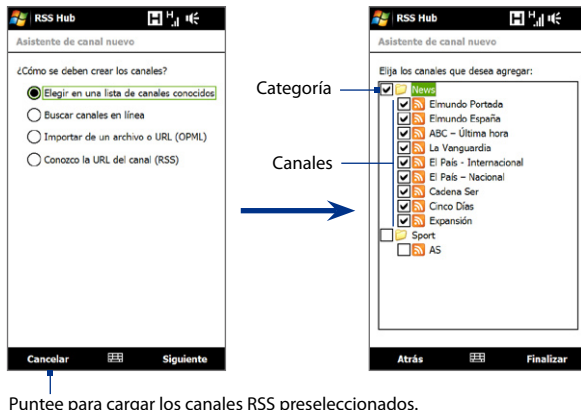 RSS Hub
Asistente de canal nuevo
¿Cómo se deben crear los canales?
Elegir en una lista de canales conocidos
Buscar canales en línea
Importar de un archivo o URL (OPML)
Conozco la URL del canal (RSS)
Cancelar
Siguiente
Categoría
Canales
RSS Hub
Asistente de canal nuevo
Elija los canales que desea agregar:
News
Elmundo Portada
Elmundo España
ABC – Última hora
La Vanguardia
El País - Internacional
El País – Nacional
Cadena Ser
Cinco Días
Expansión
Sport
AS
Atrás
Finalizar
Puntee para cargar los canales RSS preseleccionados.